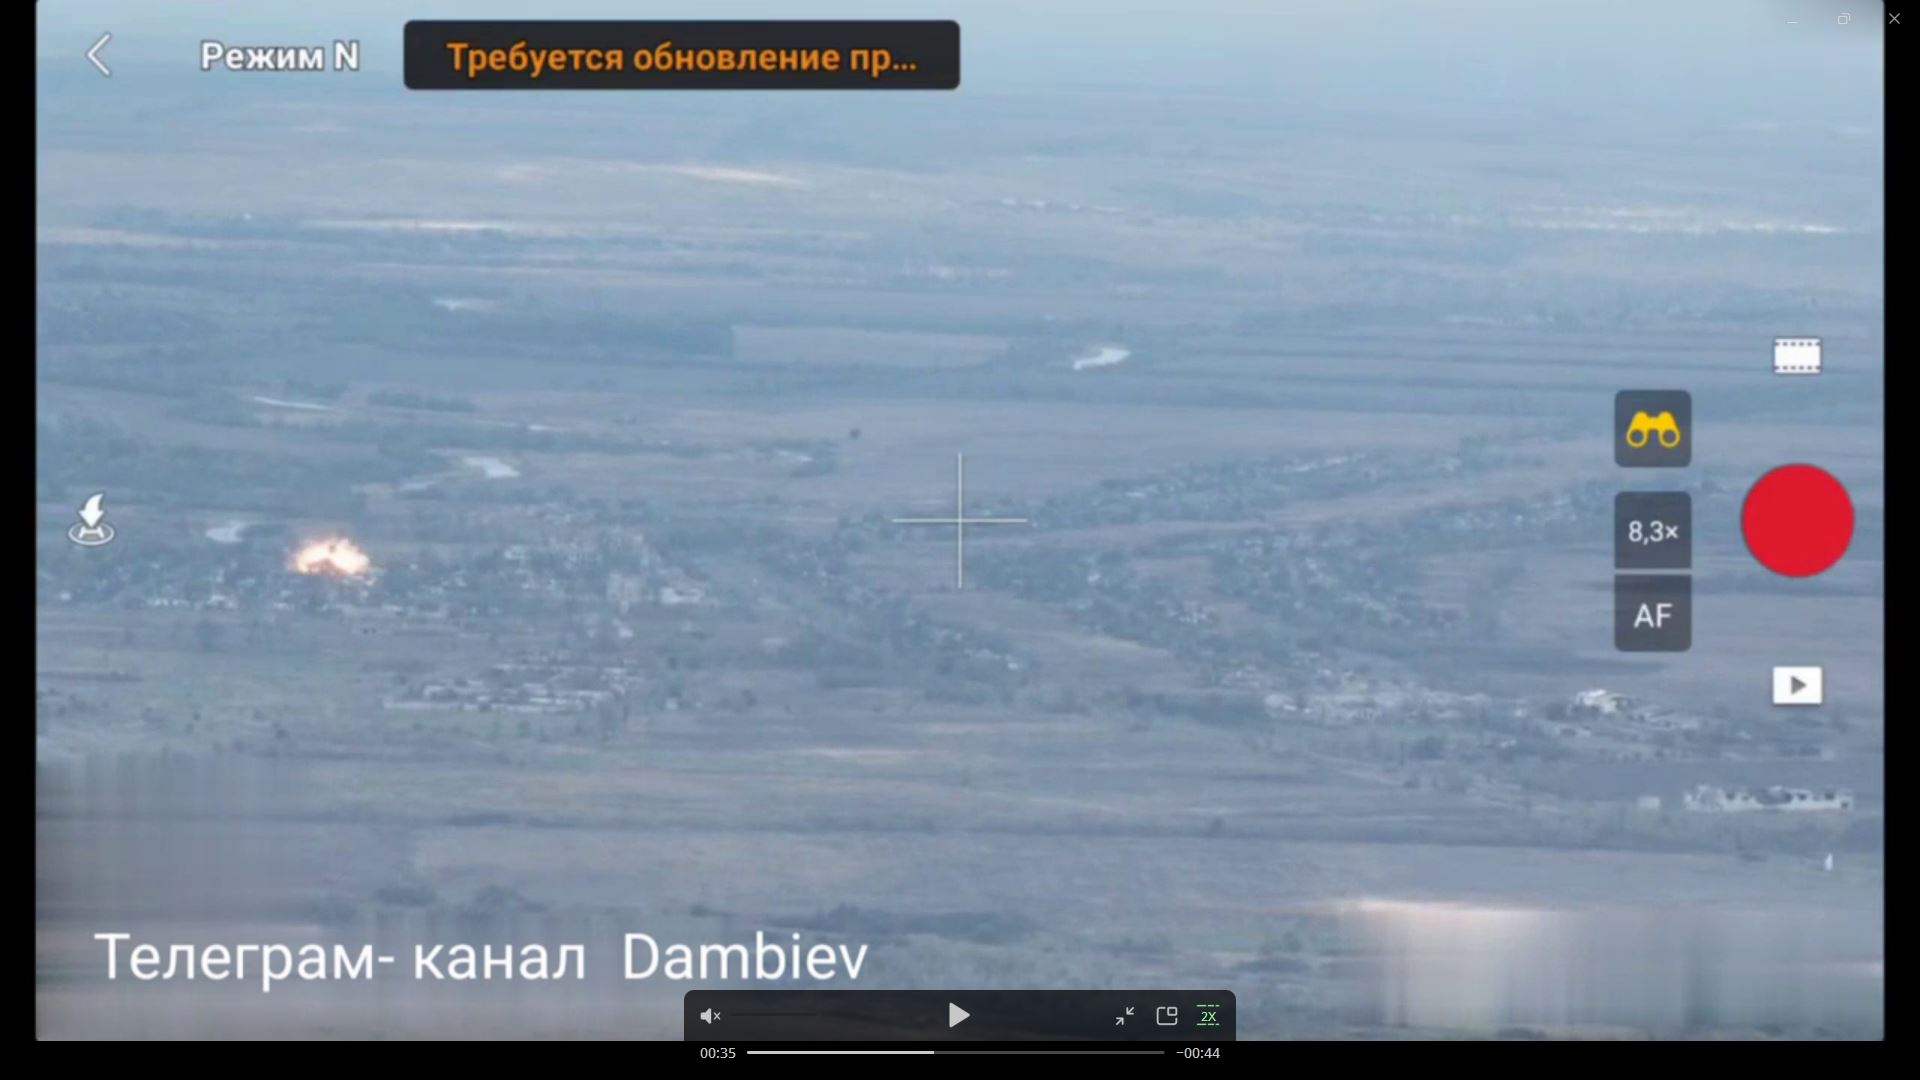 Режим N
Требуется обновление пр...
8,3×
AF
Телеграм- канал Dambiev
2X
00:35
−00:44